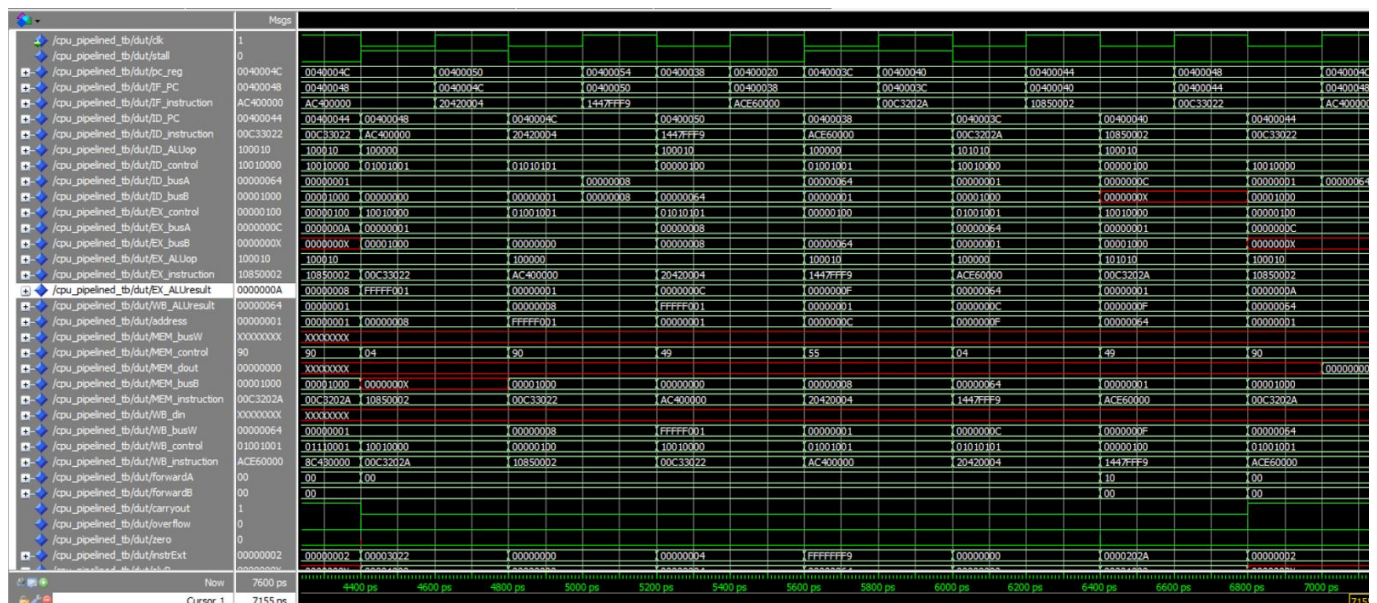 Msgs
/cpu_pipelined_tb/dut/clk 1
/cpu_pipelined_tb/dut/stall 0
/cpu_pipelined_tb/dut/pc_reg 0040004C 0040004C 00400050 00400054 00400038 00400020 0040003C 00400040 00400044 00400048 0040004C
/cpu_pipelined_tb/dut/IF_PC 00400048 00400048 0040004C 00400050 00400038 0040003C 00400040 00400044 00400048
/cpu_pipelined_tb/dut/IF_instruction AC400000 AC400000 20420004 1447FFF9 ACE60000 00C3202A 10850002 00C33022 AC400000
/cpu_pipelined_tb/dut/ID_PC 00400044 00400044 00400048 0040004C 00400050 00400038 0040003C 00400040 00400044
/cpu_pipelined_tb/dut/ID_instruction 00C33022 00C33022 AC400000 20420004 1447FFF9 ACE60000 00C3202A 10850002 00C33022
/cpu_pipelined_tb/dut/ID_ALUop 100010 100010 100000 100010 100000 101010 100010
/cpu_pipelined_tb/dut/ID_control 10010000 10010000 01001001 01010101 00000100 01001001 10010000 00000100 10010000
/cpu_pipelined_tb/dut/ID_busA 00000064 00000001 00000008 00000064 00000001 0000000C 00000001 00000064
/cpu_pipelined_tb/dut/ID_busB 00001000 00001000 00000000 00000001 00000008 00000064 00000001 00001000 0000000X 00001000
/cpu_pipelined_tb/dut/EX_control 00000100 00000100 10010000 01001001 01010101 00000100 01001001 10010000 00000100
/cpu_pipelined_tb/dut/EX_busA 0000000C 0000000A 00000001 00000008 00000064 00000001 0000000C
/cpu_pipelined_tb/dut/EX_busB 0000000X 0000000X 00001000 00000000 00000008 00000064 00000001 00001000 0000000X
/cpu_pipelined_tb/dut/EX_ALUop 100010 100010 100000 100010 100000 101010 100010
/cpu_pipelined_tb/dut/EX_instruction 10850002 10850002 00C33022 AC400000 20420004 1447FFF9 ACE60000 00C3202A 10850002
/cpu_pipelined_tb/dut/EX_ALUresult 0000000A 00000008 FFFFF001 00000001 0000000C 0000000F 00000064 00000001 0000000A
/cpu_pipelined_tb/dut/WB_ALUresult 00000064 00000001 00000008 FFFFF001 00000001 0000000C 0000000F 00000064
/cpu_pipelined_tb/dut/address 00000001 00000001 00000008 FFFFF001 00000001 0000000C 0000000F 00000064 00000001
/cpu_pipelined_tb/dut/MEM_busW XXXXXXXX XXXXXXXX
/cpu_pipelined_tb/dut/MEM_control 90 90 04 90 49 55 04 49 90
/cpu_pipelined_tb/dut/MEM_dout 00000000 XXXXXXXX 00000000
/cpu_pipelined_tb/dut/MEM_busB 00001000 00001000 0000000X 00001000 00000000 00000008 00000064 00000001 00001000
/cpu_pipelined_tb/dut/MEM_instruction 00C3202A 00C3202A 10850002 00C33022 AC400000 20420004 1447FFF9 ACE60000 00C3202A
/cpu_pipelined_tb/dut/WB_din XXXXXXXX XXXXXXXX
/cpu_pipelined_tb/dut/WB_busW 00000064 00000001 00000008 FFFFF001 00000001 0000000C 0000000F 00000064
/cpu_pipelined_tb/dut/WB_control 01001001 01110001 10010000 00000100 10010000 01001001 01010101 00000100 01001001
/cpu_pipelined_tb/dut/WB_instruction ACE60000 8C430000 00C3202A 10850002 00C33022 AC400000 20420004 1447FFF9 ACE60000
/cpu_pipelined_tb/dut/forwardA 00 00 00 10 00
/cpu_pipelined_tb/dut/forwardB 00 00 00 00
/cpu_pipelined_tb/dut/carryout 1
/cpu_pipelined_tb/dut/overflow 0
/cpu_pipelined_tb/dut/zero 0
/cpu_pipelined_tb/dut/instrExt 00000002 00000002 00003022 00000000 00000004 FFFFFFF9 00000000 0000202A 00000002
Now 7600 ps 4400 ps 4600 ps 4800 ps 5000 ps 5200 ps 5400 ps 5600 ps 5800 ps 6000 ps 6200 ps 6400 ps 6600 ps 6800 ps 7000 ps
Cursor 1 7155 ps